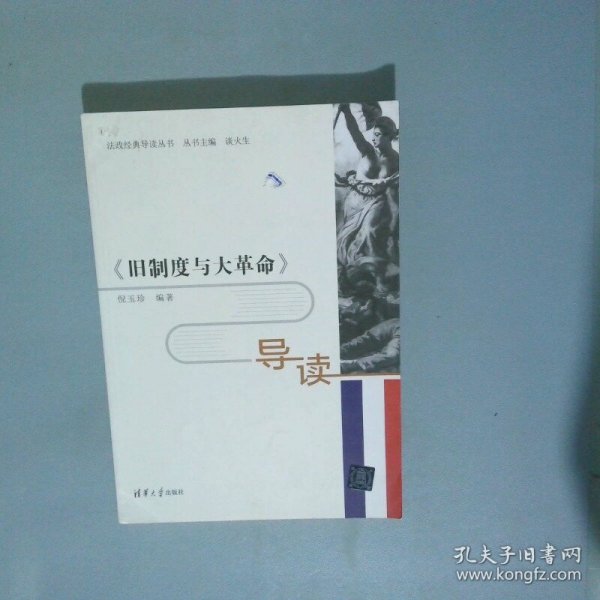 法政经典导读丛书 丛书主编 谈火生
《旧制度与大革命》
倪玉珍 编著
导读
清华大学出版社
孔夫子旧书网
www.kongfz.com